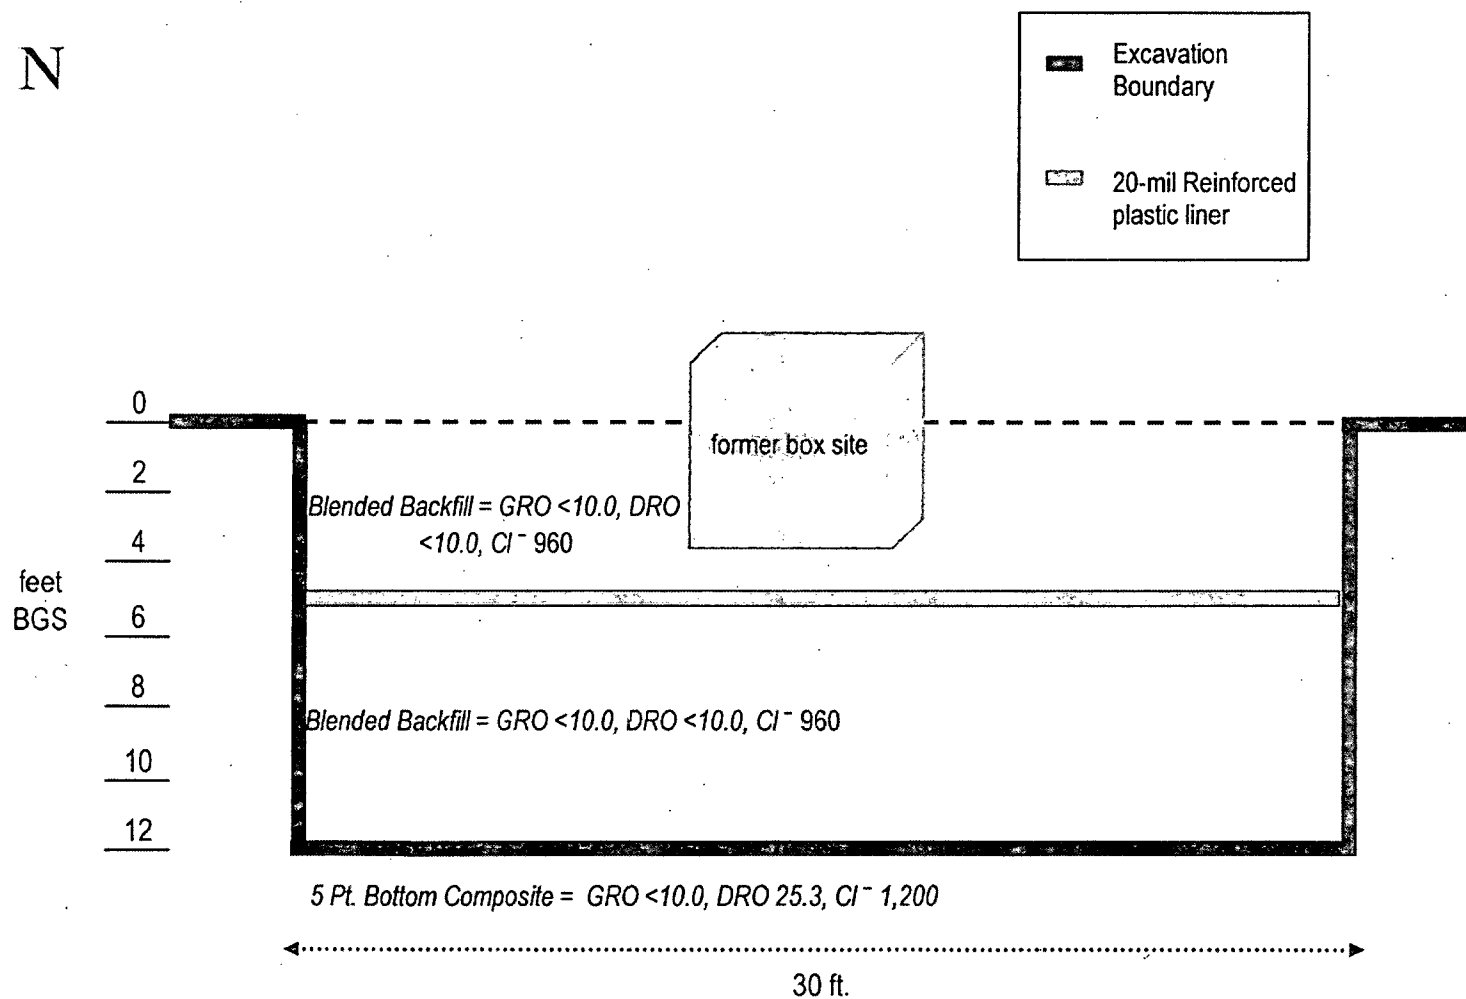 N
Excavation
Boundary
20-mil Reinforced
plastic liner
0
former box site
2
Blended Backfill = GRO <10.0, DRO
<10.0, Cl⁻ 960
4
feet
BGS
6
8
Blended Backfill = GRO <10.0, DRO <10.0, Cl⁻ 960
10
12
5 Pt. Bottom Composite = GRO <10.0, DRO 25.3, Cl⁻ 1,200
30 ft.